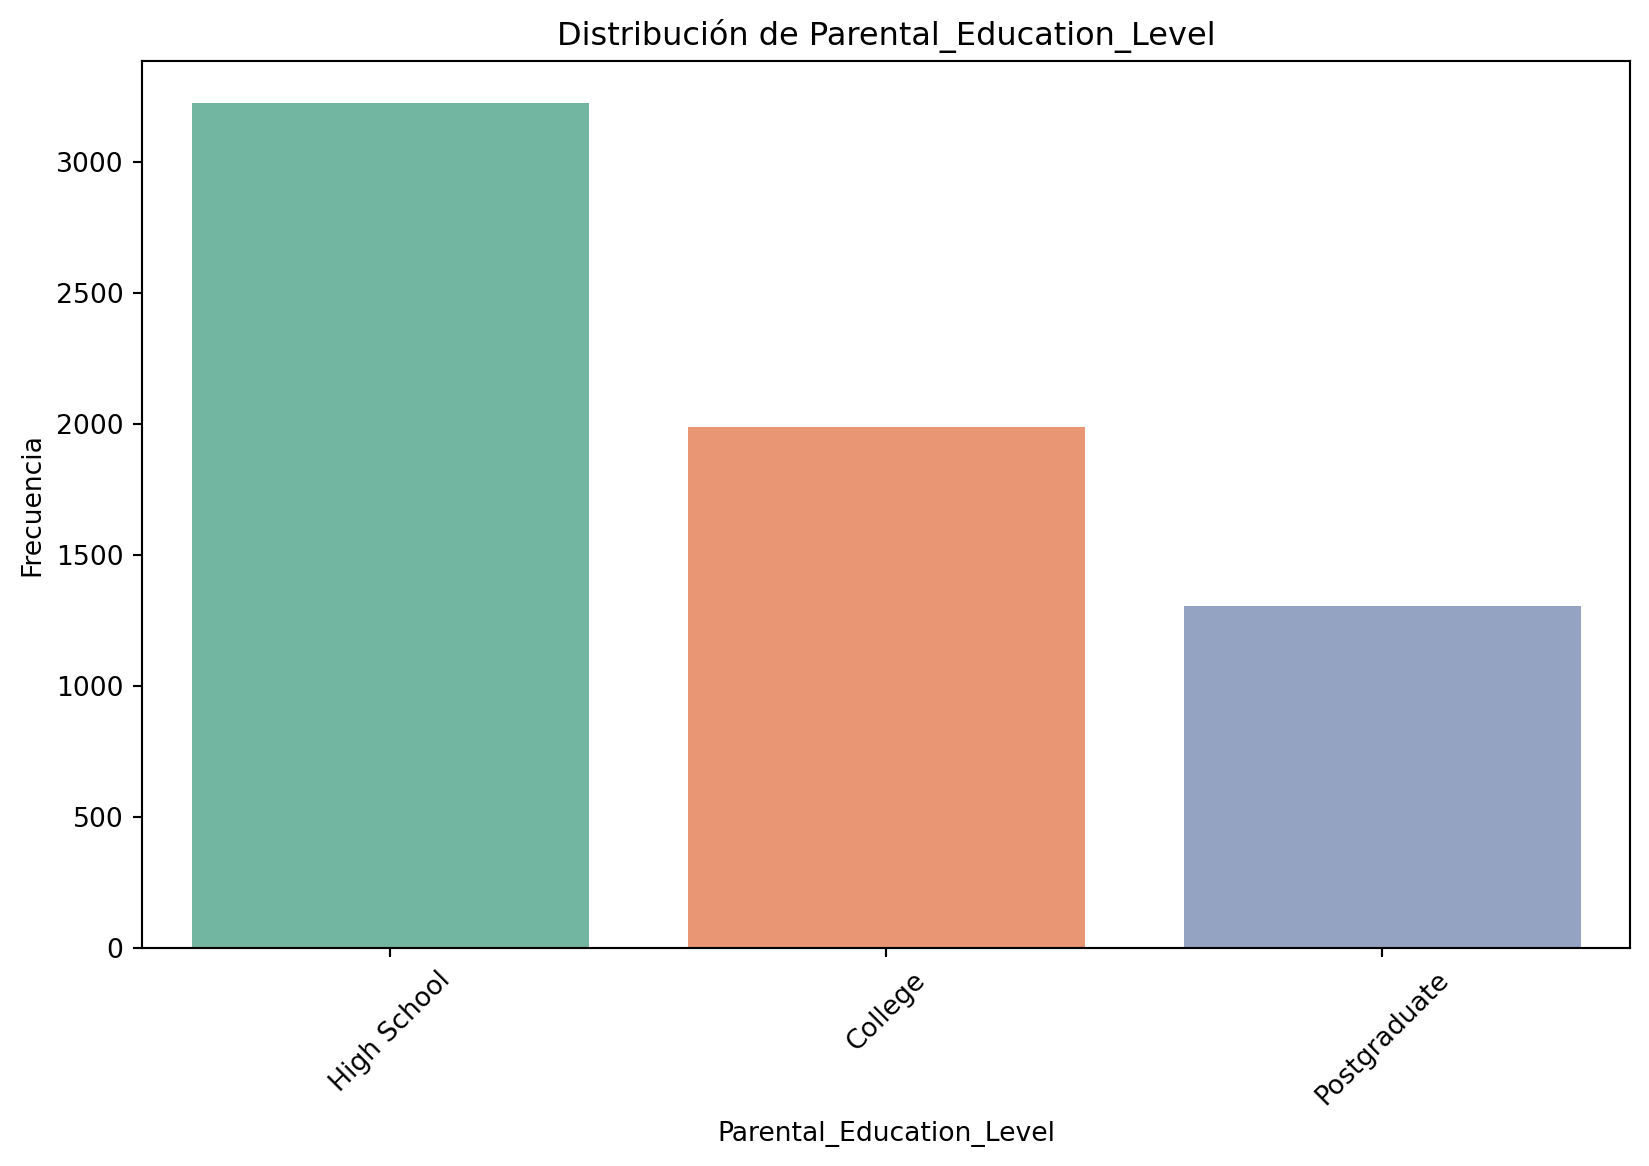 Distribución de Parental_Education_Level
Frecuencia
3000
2500
2000
1500
1000
500
0
High School
College
Postgraduate
Parental_Education_Level